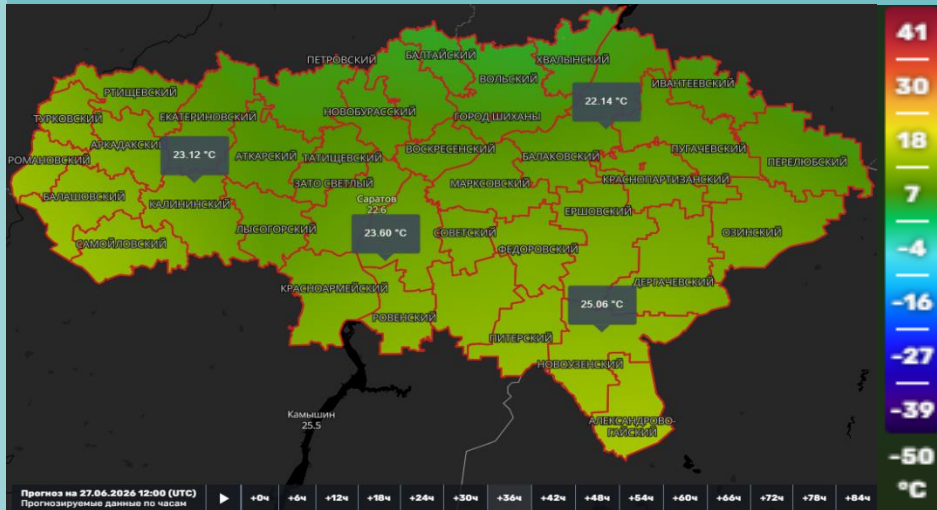 ПЕТРОВСКИЙ
БАЛТАЙСКИЙ
ХВАЛЫНСКИЙ
ВОЛЬСКИЙ
ИВАНТЕЕВСКИЙ
РТИЩЕВСКИЙ
22.14 °C
НОВОБУРАССКИЙ
ГОРОД ШИХАНЫ
ТУРКОВСКИЙ
ЕКАТЕРИНОВСКИЙ
АРКАДАКСКИЙ
23.12 °C
АТКАРСКИЙ
ТАТИЩЕВСКИЙ
ВОСКРЕСЕНСКИЙ
БАЛАКОВСКИЙ
ПУГАЧЕВСКИЙ
РОМАНОВСКИЙ
ПЕРЕЛЮБСКИЙ
ЗАТО СВЕТЛЫЙ
МАРКСОВСКИЙ
КРАСНОПАРТИЗАНСКИЙ
БАЛАШОВСКИЙ
КАЛИНИНСКИЙ
Саратов
22.6
ЕРШОВСКИЙ
ЛЫСОГОРСКИЙ
23.60 °C
СОВЕТСКИЙ
ОЗИНСКИЙ
САМОЙЛОВСКИЙ
ФЕДОРОВСКИЙ
КРАСНОАРМЕЙСКИЙ
ДЕРГАЧЕВСКИЙ
25.06 °C
РОВЕНСКИЙ
ПИТЕРСКИЙ
НОВОУЗЕНСКИЙ
Камышин
25.5
АЛЕКСАНДРОВО-
ГАЙСКИЙ
41
30
18
7
-4
-16
-27
-39
-50
°C
Прогноз на 27.06.2026 12:00 (UTC)
Прогнозируемые данные по часам
+0ч +6ч +12ч +18ч +24ч +30ч +36ч +42ч +48ч +54ч +60ч +66ч +72ч +78ч +84ч